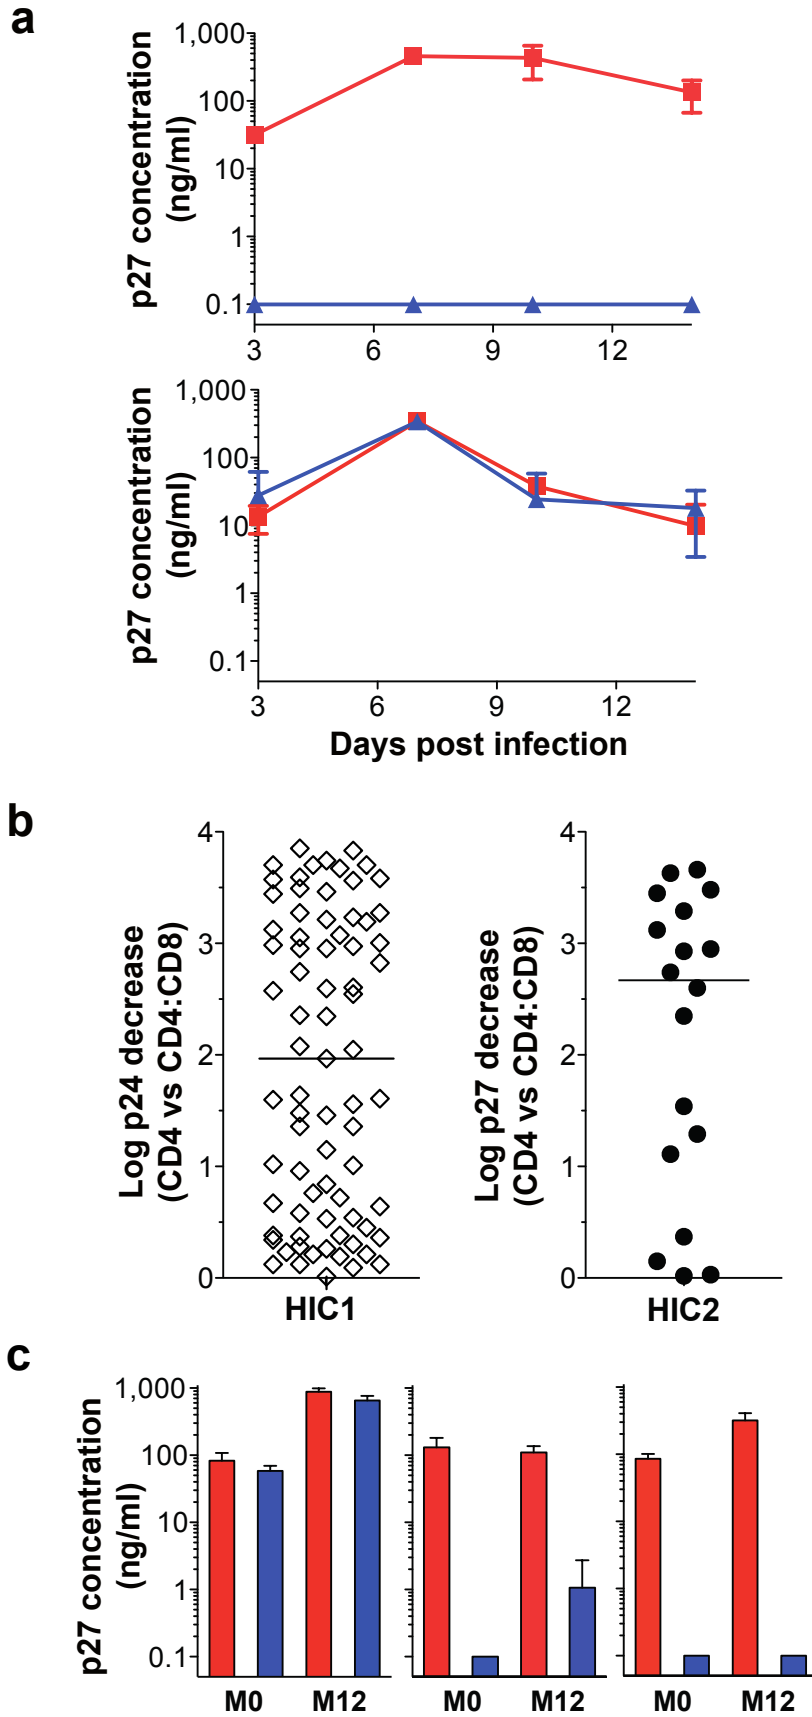 a
p27 concentration
(ng/ml)
1,000
100
10
1
0.1
3
6
9
12
p27 concentration
(ng/ml)
1,000
100
10
1
0.1
3
6
9
12
Days post infection
b
Log p24 decrease
(CD4 vs CD4:CD8)
4
3
2
1
0
HIC1
Log p27 decrease
(CD4 vs CD4:CD8)
4
3
2
1
0
HIC2
c
p27 concentration
(ng/ml)
1,000
100
10
1
0.1
M0 M12
M0 M12
M0 M12